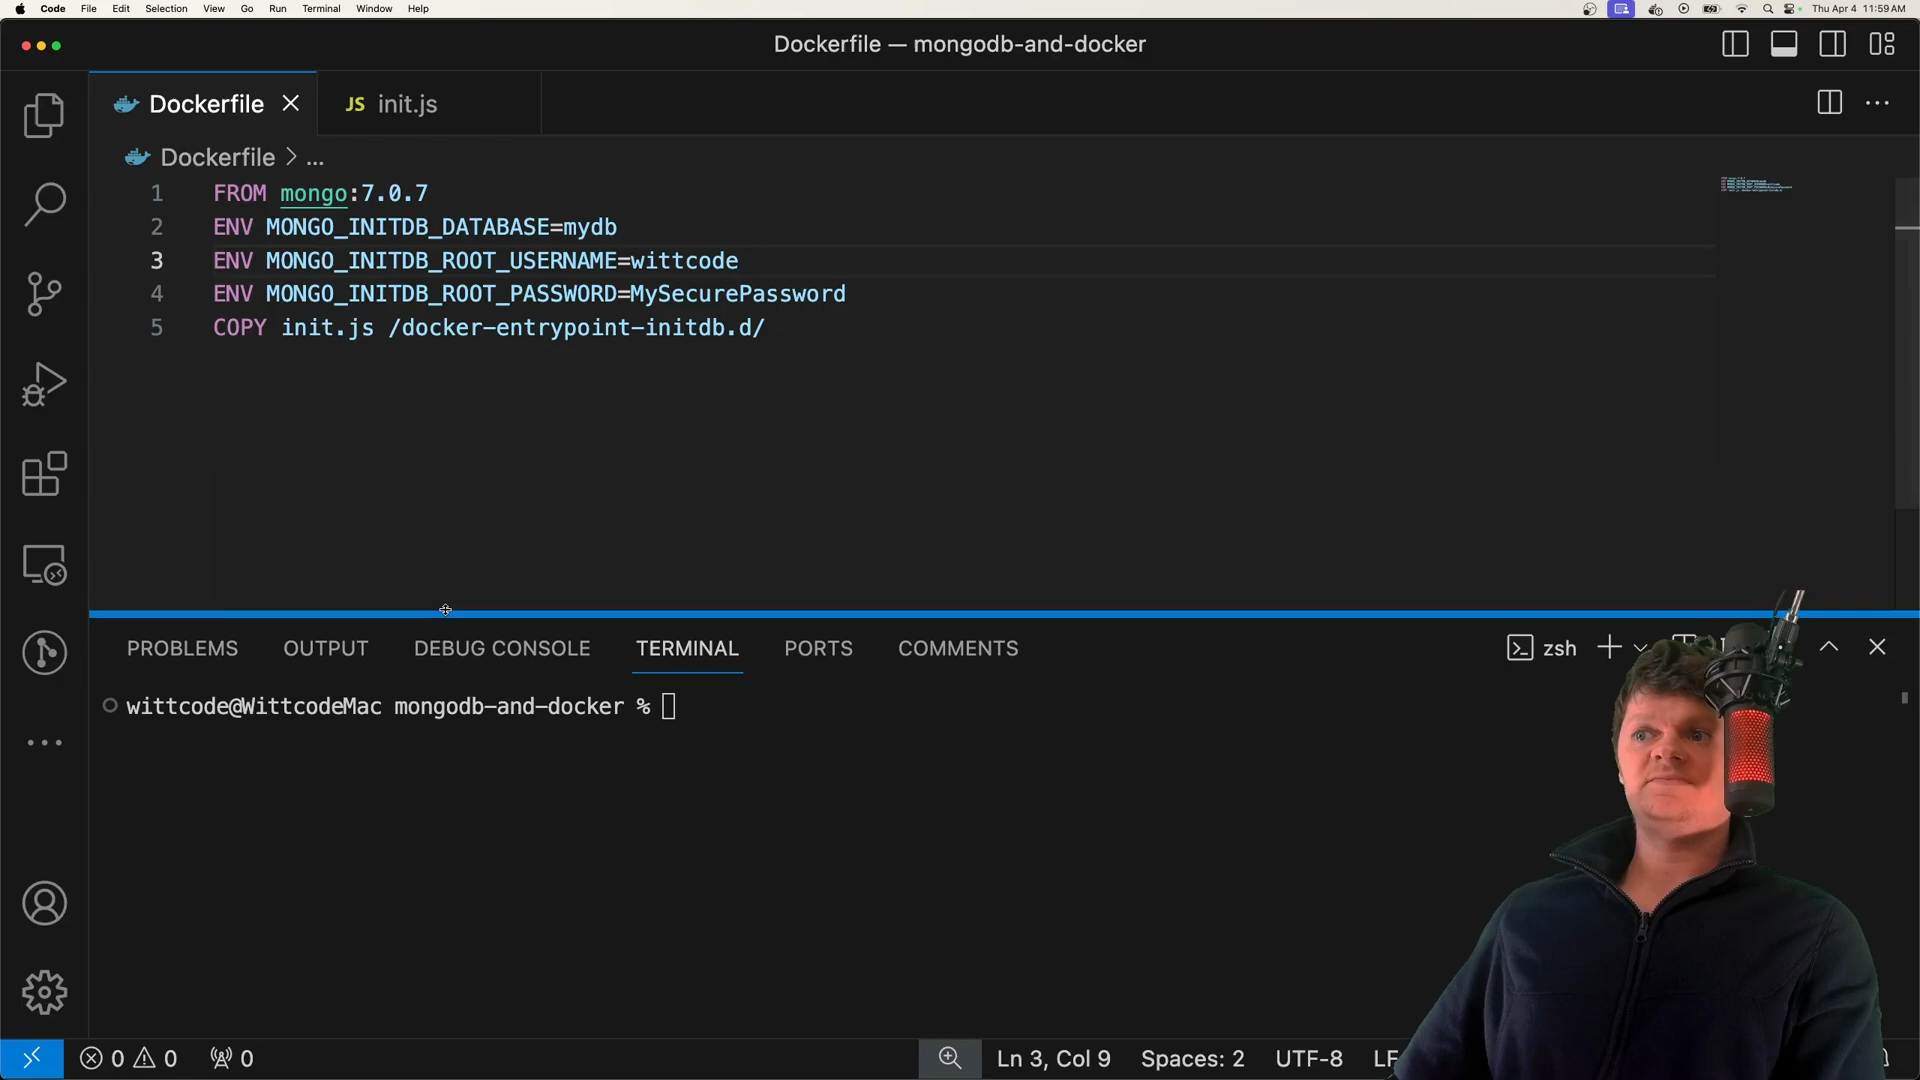 Code File Edit Selection View Go Run Terminal Window Help Thu Apr 4 11:59 AM
Dockerfile — mongodb-and-docker
Dockerfile
JS init.js
Dockerfile > ...
1 FROM mongo:7.0.7
2 ENV MONGO_INITDB_DATABASE=mydb
3 ENV MONGO_INITDB_ROOT_USERNAME=wittcode
4 ENV MONGO_INITDB_ROOT_PASSWORD=MySecurePassword
5 COPY init.js /docker-entrypoint-initdb.d/
PROBLEMS OUTPUT DEBUG CONSOLE TERMINAL PORTS COMMENTS zsh
wittcode@WittcodeMac mongodb-and-docker %
0 0 0 Ln 3, Col 9 Spaces: 2 UTF-8 LF